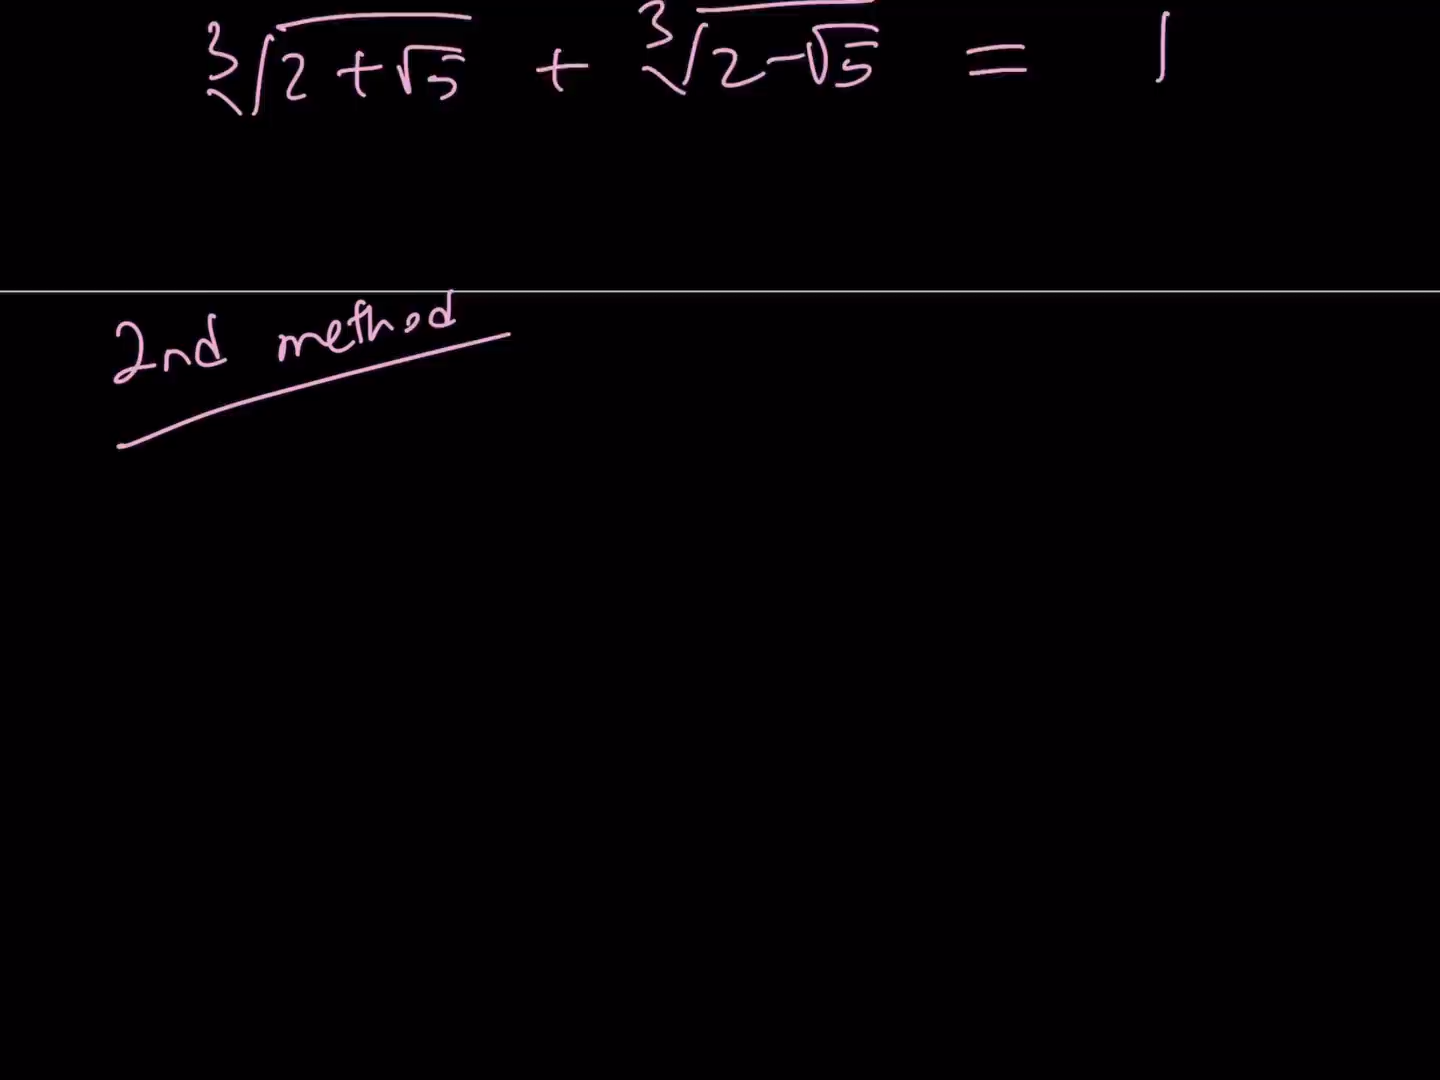 ∛(2+√5) + ∛(2-√5) = 1
2nd method